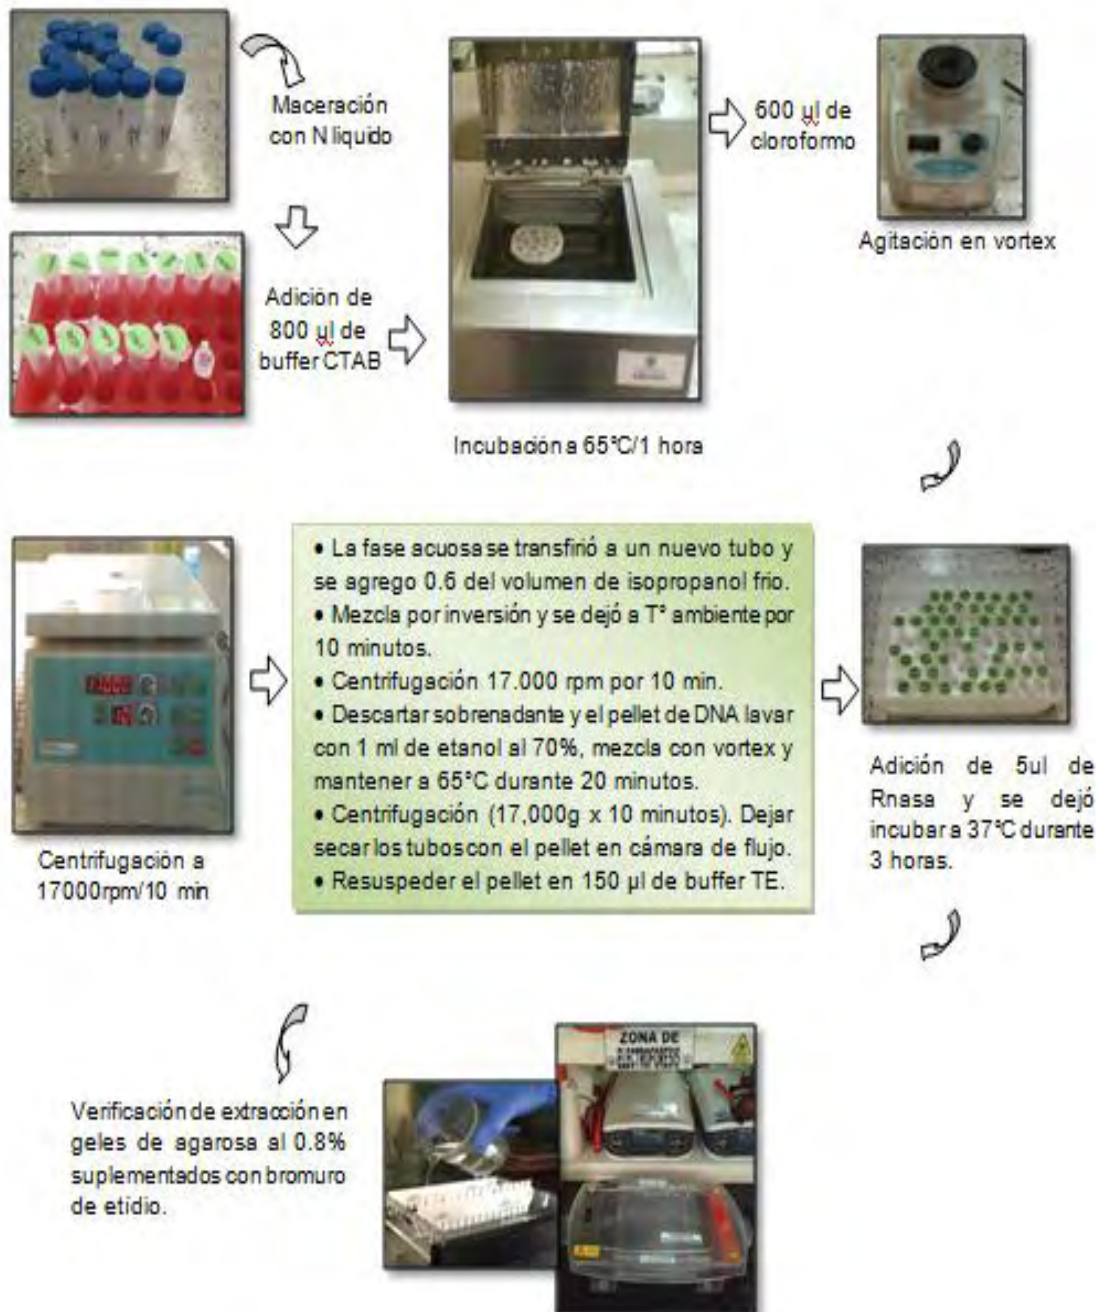 Maceración
con N liquido
Adición de
800 µl de
buffer CTAB
Incubación a 65°C/1 hora
600 µl de
cloroformo
Agitación en vortex
Centrifugación a
17000rpm/10 min
• La fase acuosa se transfirió a un nuevo tubo y
se agrego 0.6 del volumen de isopropanol frio.
• Mezcla por inversión y se dejó a T° ambiente por
10 minutos.
• Centrifugación 17.000 rpm por 10 min.
• Descartar sobrenadante y el pellet de DNA lavar
con 1 ml de etanol al 70%, mezcla con vortex y
mantener a 65°C durante 20 minutos.
• Centrifugación (17,000g x 10 minutos). Dejar
secar los tubos con el pellet en cámara de flujo.
• Resuspeder el pellet en 150 µl de buffer TE.
Adición de 5ul de
Rnasa y se dejó
incubar a 37°C durante
3 horas.
Verificación de extracción en
geles de agarosa al 0.8%
suplementados con bromuro
de etídio.
ZONA DE